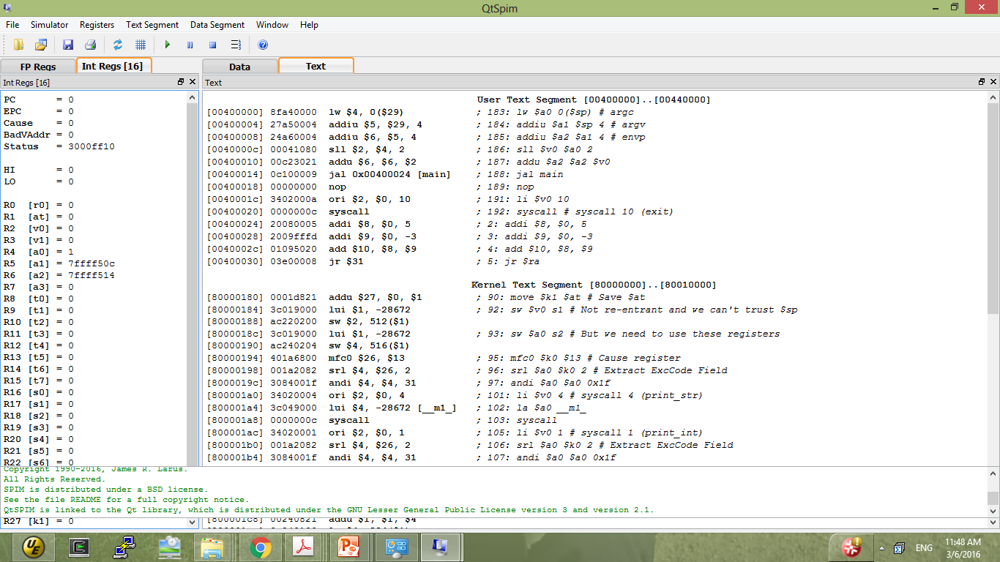 QtSpim
File Simulator Registers Text Segment Data Segment Window Help
FP Regs Int Regs [16] Data Text
Int Regs [16]
PC = 0
EPC = 0
Cause = 0
BadVAddr = 0
Status = 3000ff10
HI = 0
LO = 0
R0 [r0] = 0
R1 [at] = 0
R2 [v0] = 0
R3 [v1] = 0
R4 [a0] = 1
R5 [a1] = 7ffff50c
R6 [a2] = 7ffff514
R7 [a3] = 0
R8 [t0] = 0
R9 [t1] = 0
R10 [t2] = 0
R11 [t3] = 0
R12 [t4] = 0
R13 [t5] = 0
R14 [t6] = 0
R15 [t7] = 0
R16 [s0] = 0
R17 [s1] = 0
R18 [s2] = 0
R19 [s3] = 0
R20 [s4] = 0
R21 [s5] = 0
R22 [s6] = 0
Text
User Text Segment [00400000]..[00440000]
[00400000] 8fa40000 lw $4, 0($29) ; 183: lw $a0 0($sp) # argc
[00400004] 27a50004 addiu $5, $29, 4 ; 184: addiu $a1 $sp 4 # argv
[00400008] 24a60004 addiu $6, $5, 4 ; 185: addiu $a2 $a1 4 # envp
[0040000c] 00041080 sll $2, $4, 2 ; 186: sll $v0 $a0 2
[00400010] 00c23021 addu $6, $6, $2 ; 187: addu $a2 $a2 $v0
[00400014] 0c100009 jal 0x00400024 [main] ; 188: jal main
[00400018] 00000000 nop ; 189: nop
[0040001c] 3402000a ori $2, $0, 10 ; 191: li $v0 10
[00400020] 0000000c syscall ; 192: syscall # syscall 10 (exit)
[00400024] 20080005 addi $8, $0, 5 ; 2: addi $8, $0, 5
[00400028] 2009fffd addi $9, $0, -3 ; 3: addi $9, $0, -3
[0040002c] 01095020 add $10, $8, $9 ; 4: add $10, $8, $9
[00400030] 03e00008 jr $31 ; 5: jr $ra
Kernel Text Segment [80000000]..[80010000]
[80000180] 0001d821 addu $27, $0, $1 ; 90: move $k1 $at # Save $at
[80000184] 3c019000 lui $1, -28672 ; 92: sw $v0 s1 # Not re-entrant and we can't trust $sp
[80000188] ac220200 sw $2, 512($1)
[8000018c] 3c019000 lui $1, -28672 ; 93: sw $a0 s2 # But we need to use these registers
[80000190] ac240204 sw $4, 516($1)
[80000194] 401a6800 mfc0 $26, $13 ; 95: mfc0 $k0 $13 # Cause register
[80000198] 001a2082 srl $4, $26, 2 ; 96: srl $a0 $k0 2 # Extract ExcCode Field
[8000019c] 3084001f andi $4, $4, 31 ; 97: andi $a0 $a0 0x1f
[800001a0] 34020004 ori $2, $0, 4 ; 101: li $v0 4 # syscall 4 (print_str)
[800001a4] 3c049000 lui $4, -28672 [__m1_] ; 102: la $a0 __m1_
[800001a8] 0000000c syscall ; 103: syscall
[800001ac] 34020001 ori $2, $0, 1 ; 105: li $v0 1 # syscall 1 (print_int)
[800001b0] 001a2082 srl $4, $26, 2 ; 106: srl $a0 $k0 2 # Extract ExcCode Field
[800001b4] 3084001f andi $4, $4, 31 ; 107: andi $a0 $a0 0x1f
Copyright 1990-2016, James R. Larus.
All Rights Reserved.
SPIM is distributed under a BSD license.
See the file README for a full copyright notice.
QtSPIM is linked to the Qt library, which is distributed under the GNU Lesser General Public License version 3 and version 2.1.
R27 [k1] = 0
[800001c8] 00240821 addu $1, $1, $4
ENG
11:48 AM
3/6/2016